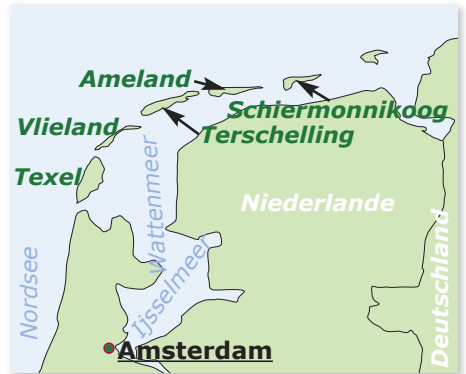 Ameland
Schiermonnikoog
Vlieland
Terschelling
Texel
Wattenmeer
Niederlande
Nordsee
Ijsselmeer
Deutschland
Amsterdam